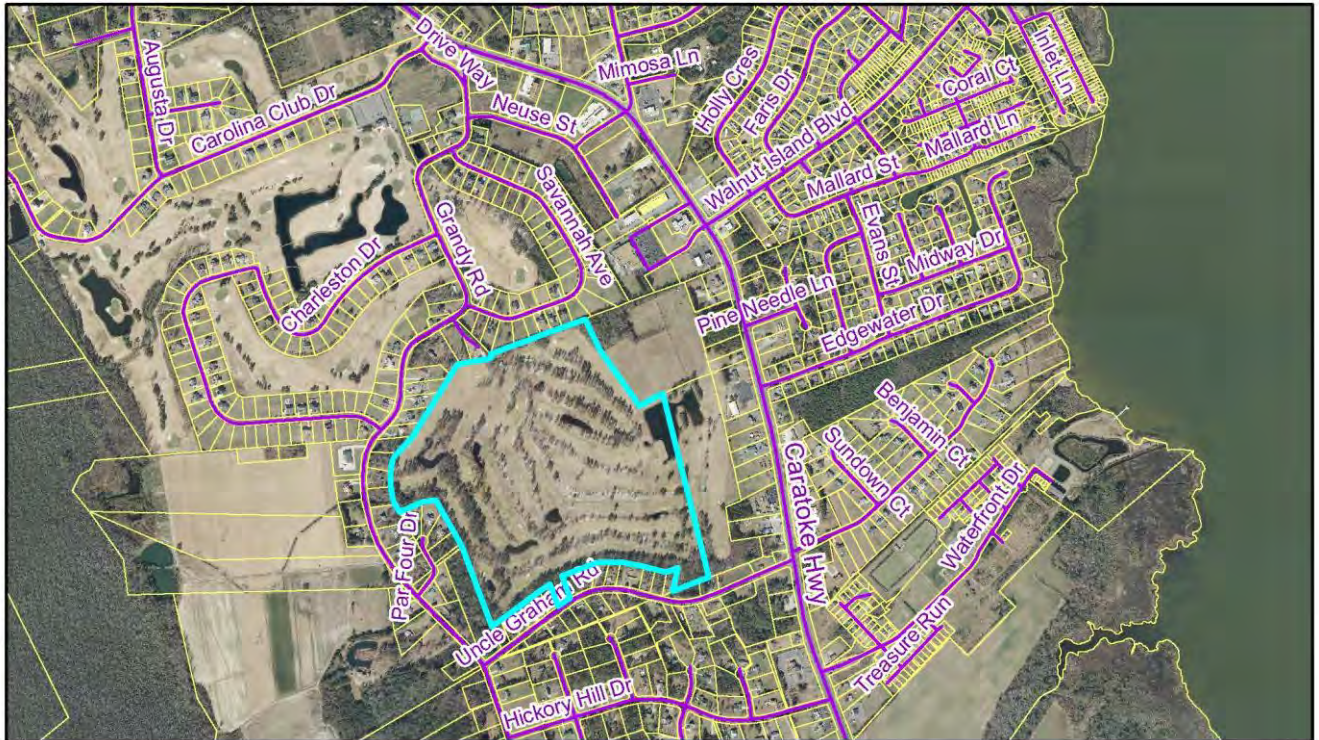 Drive Way
Augusta Dr
Carolina Club Dr
Mimosa Ln
Neuse St
Holly Cres
Faris Dr
Coral Ct
Inlet Ln
Walnut Island Blvd
Mallard Ln
Mallard St
Savannah Ave
Grandy Rd
Charleston Dr
Evans St
Midway Dr
Pine Needle Ln
Edgewater Dr
Benjamin Ct
Sundown Ct
Caratoke Hwy
Waterfront Dr
Par Four Dr
Uncle Graham Rd
Treasure Run
Hickory Hill Dr